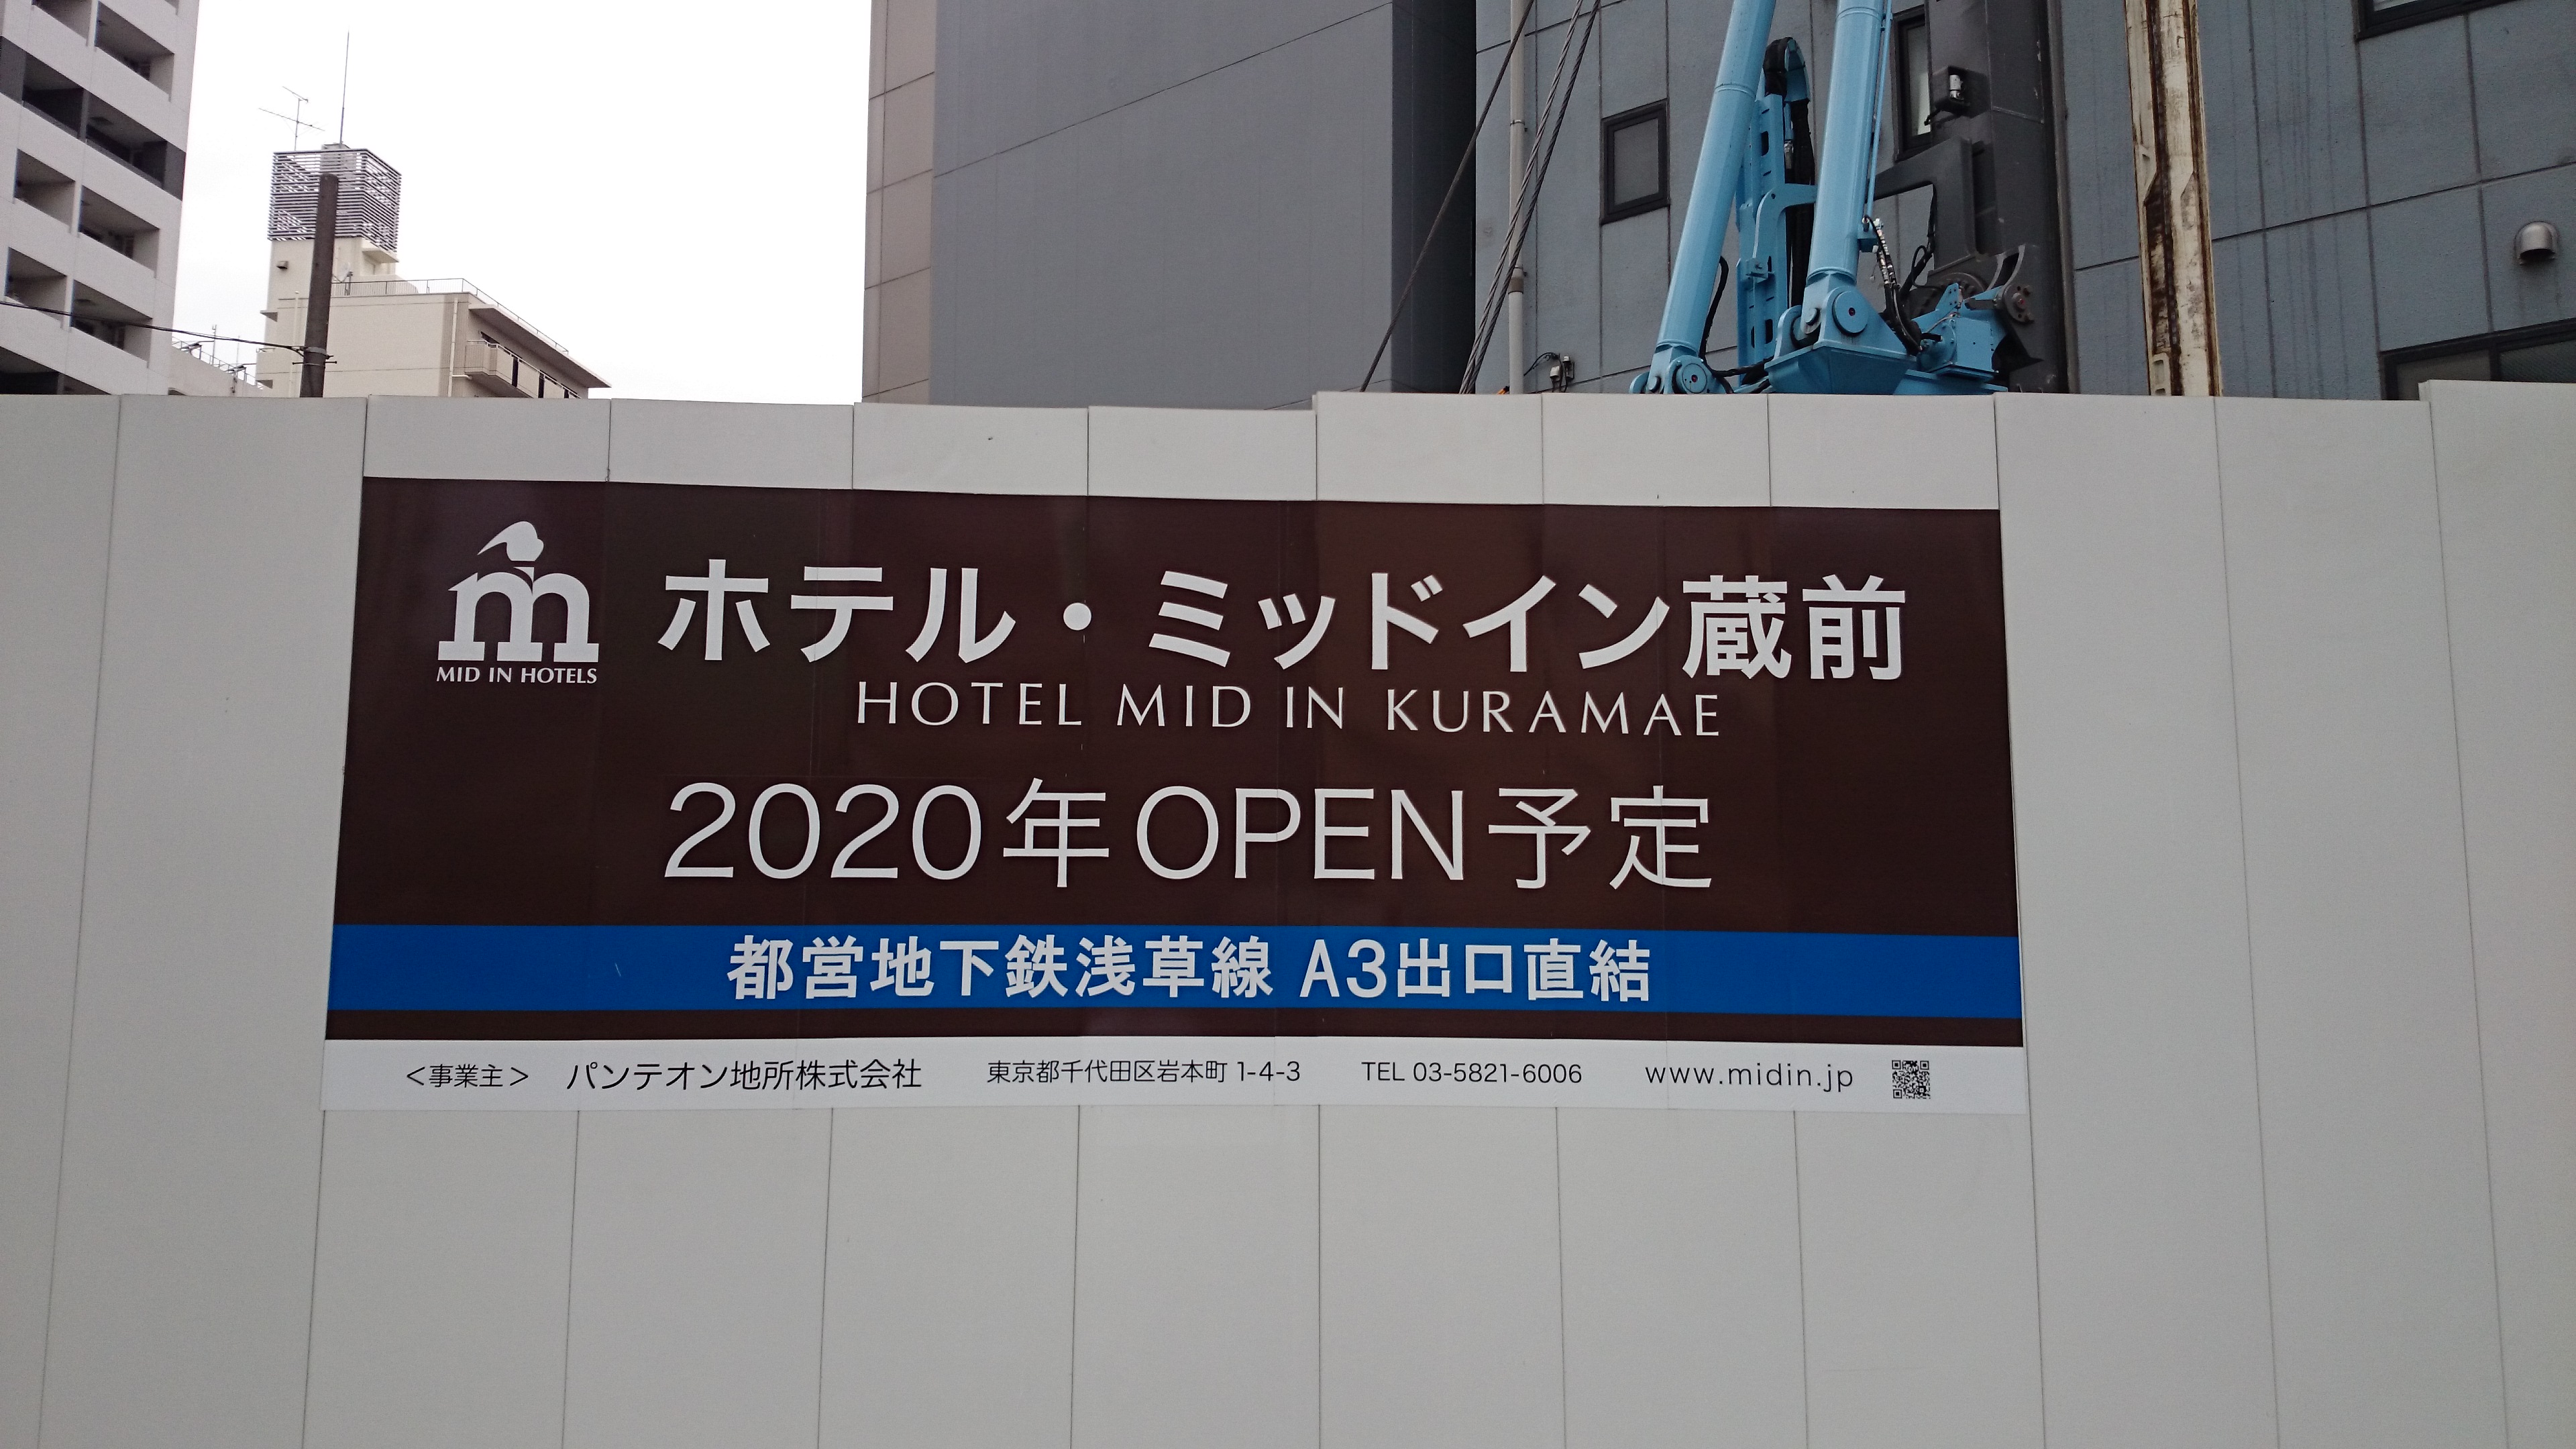 ホテル・ミッドイン蔵前
MID IN HOTELS
HOTEL MID IN KURAMAE
2020年OPEN予定
都営地下鉄浅草線 A3出口直結
＜事業主＞ パンテオン地所株式会社 東京都千代田区岩本町 1-4-3 TEL 03-5821-6006 www.midin.jp